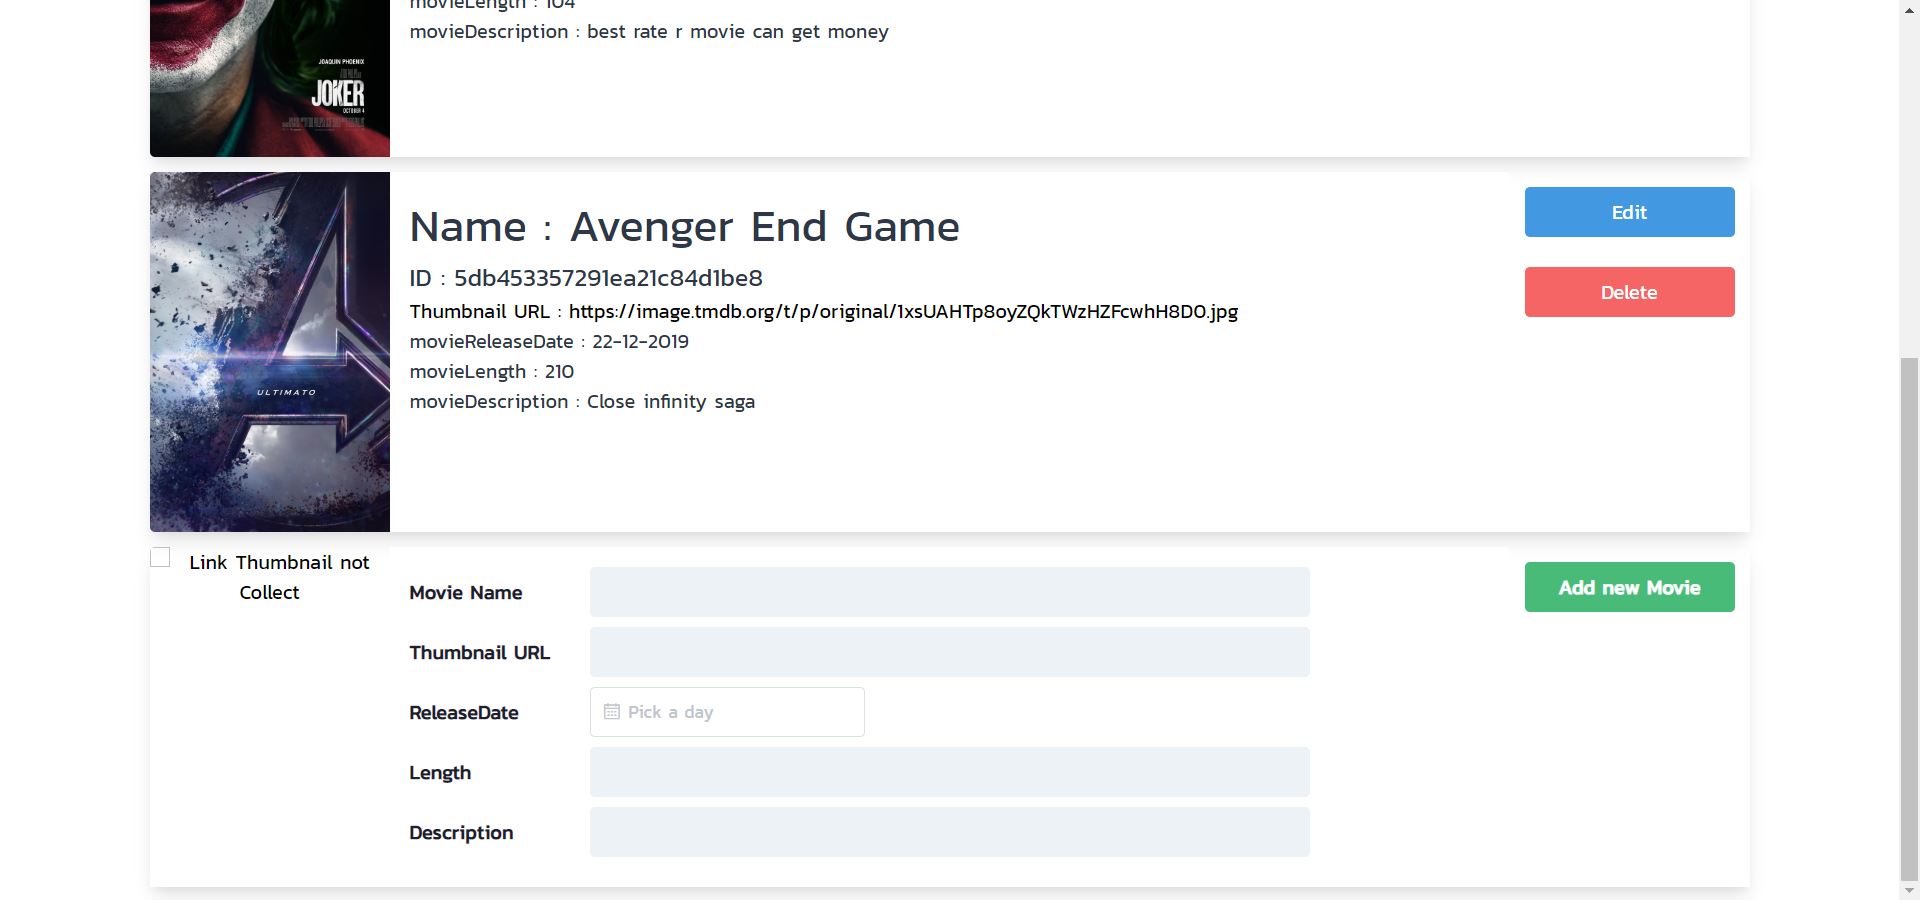 movieLength : 104
movieDescription : best rate r movie can get money
JOAQUIN PHOENIX
JOKER
OCTOBER 4
Name : Avenger End Game
Edit
ID : 5db453357291ea21c84d1be8
Delete
Thumbnail URL : https://image.tmdb.org/t/p/original/1xsUAHTp8oyZQkTWzHZFcwhH8DO.jpg
movieReleaseDate : 22-12-2019
movieLength : 210
ULTIMATO
movieDescription : Close infinity saga
Link Thumbnail not
Collect
Movie Name
Add new Movie
Thumbnail URL
ReleaseDate
Pick a day
Length
Description